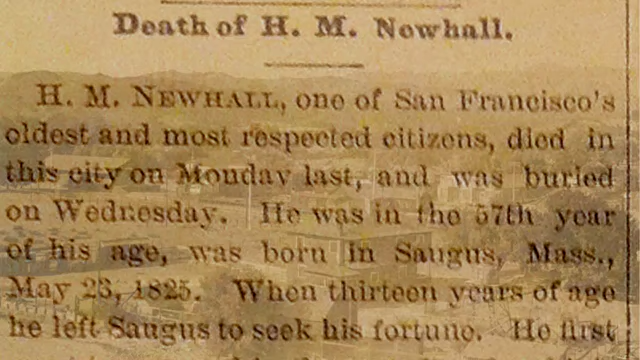 Death of H. M. Newhall.
H. M. NEWHALL, one of San Francisco's
oldest and most respected citizens, died in
this city on Monday last, and was buried
on Wednesday. He was in the 57th year
of his age, was born in Saugus, Mass.,
May 23, 1825. When thirteen years of age
he left Saugus to seek his fortune. He first